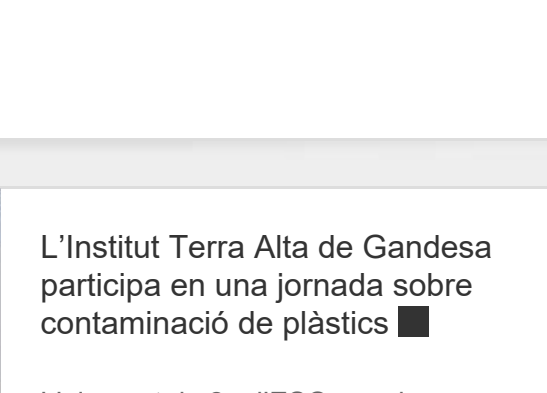 L’Institut Terra Alta de Gandesa
participa en una jornada sobre
contaminació de plàstics